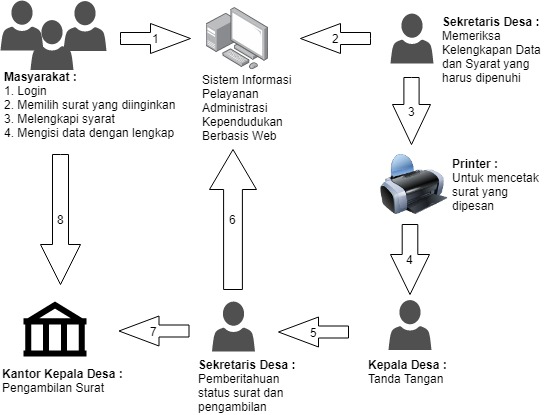 1
2
Masyarakat :
1. Login
2. Memilih surat yang diinginkan
3. Melengkapi syarat
4. Mengisi data dengan lengkap
Sistem Informasi
Pelayanan
Administrasi
Kependudukan
Berbasis Web
Sekretaris Desa :
Memeriksa
Kelengkapan Data
dan Syarat yang
harus dipenuhi
3
Printer :
Untuk mencetak
surat yang
dipesan
8
6
4
7
5
Kantor Kepala Desa :
Pengambilan Surat
Sekretaris Desa :
Pemberitahuan
status surat dan
pengambilan
Kepala Desa :
Tanda Tangan